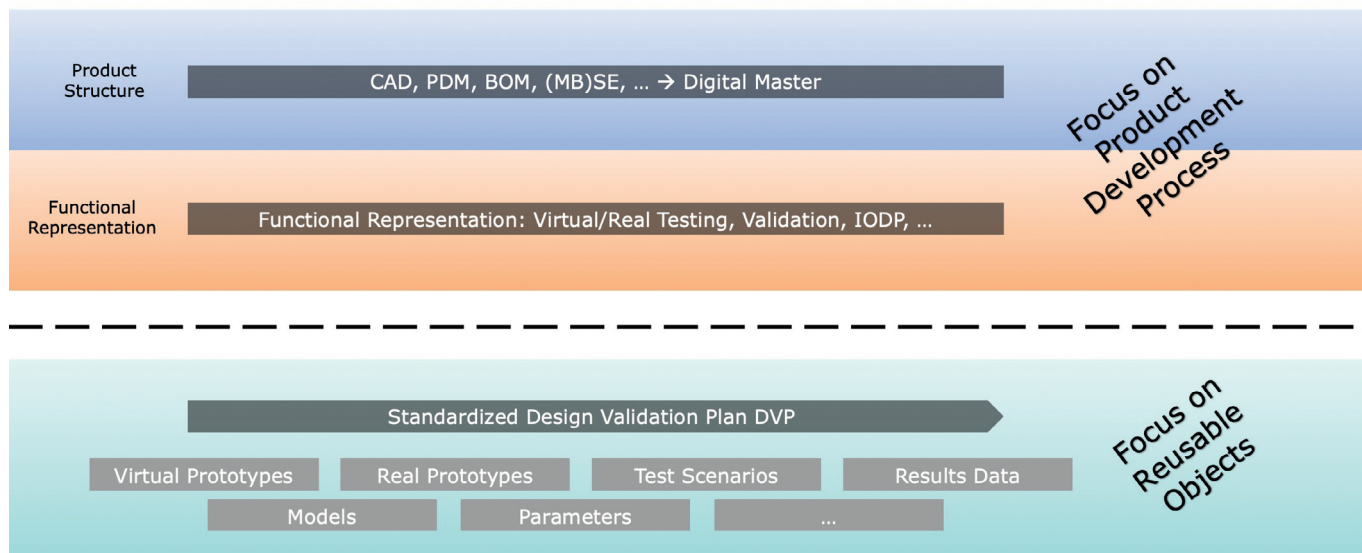 Product
Structure
CAD, PDM, BOM, (MB)SE, … → Digital Master
Focus on
Product
Development
Process
Functional
Representation
Functional Representation: Virtual/Real Testing, Validation, IODP, …
Standardized Design Validation Plan DVP
Virtual Prototypes
Real Prototypes
Test Scenarios
Results Data
Models
Parameters
…
Focus on
Reusable
Objects